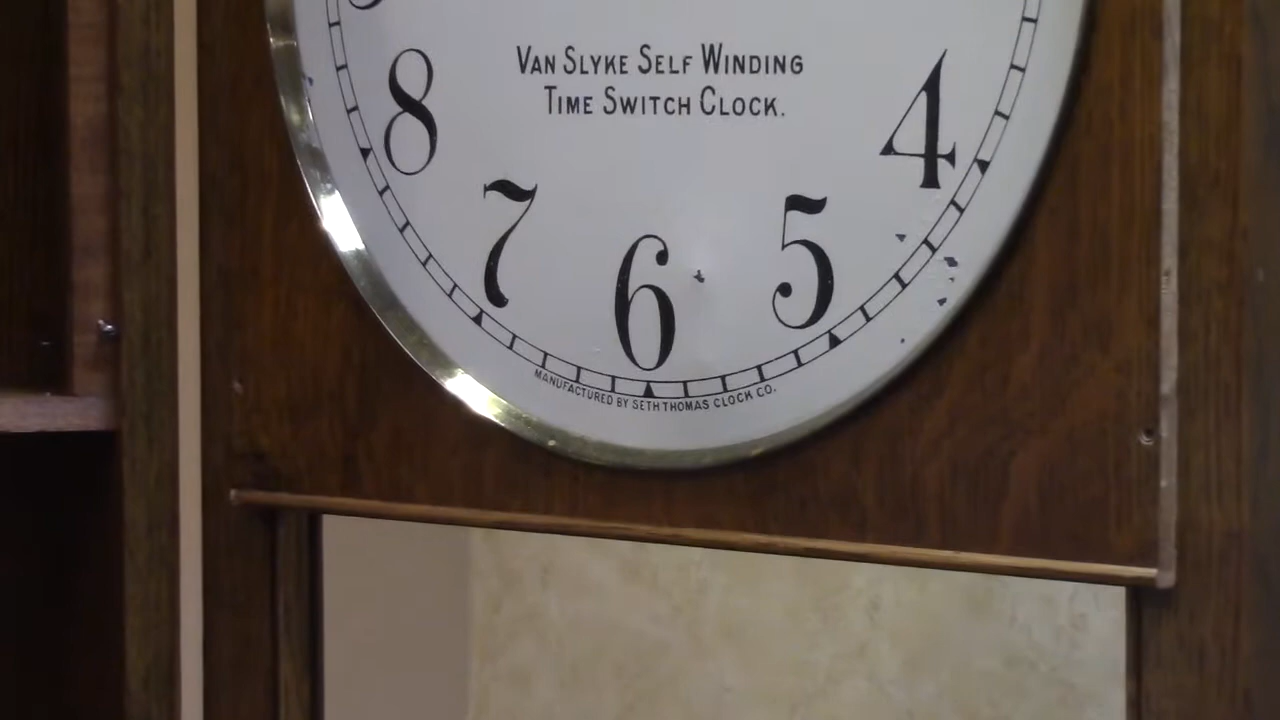 VAN SLYKE SELF WINDING
TIME SWITCH CLOCK.
8
4
7
5
6
MANUFACTURED BY SETH THOMAS CLOCK CO.